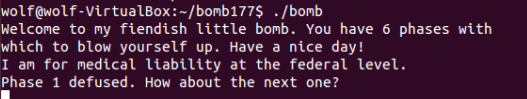 wolf@wolf-VirtualBox:~/bomb177$ ./bomb
Welcome to my fiendish little bomb. You have 6 phases with
which to blow yourself up. Have a nice day!
I am for medical liability at the federal level.
Phase 1 defused. How about the next one?